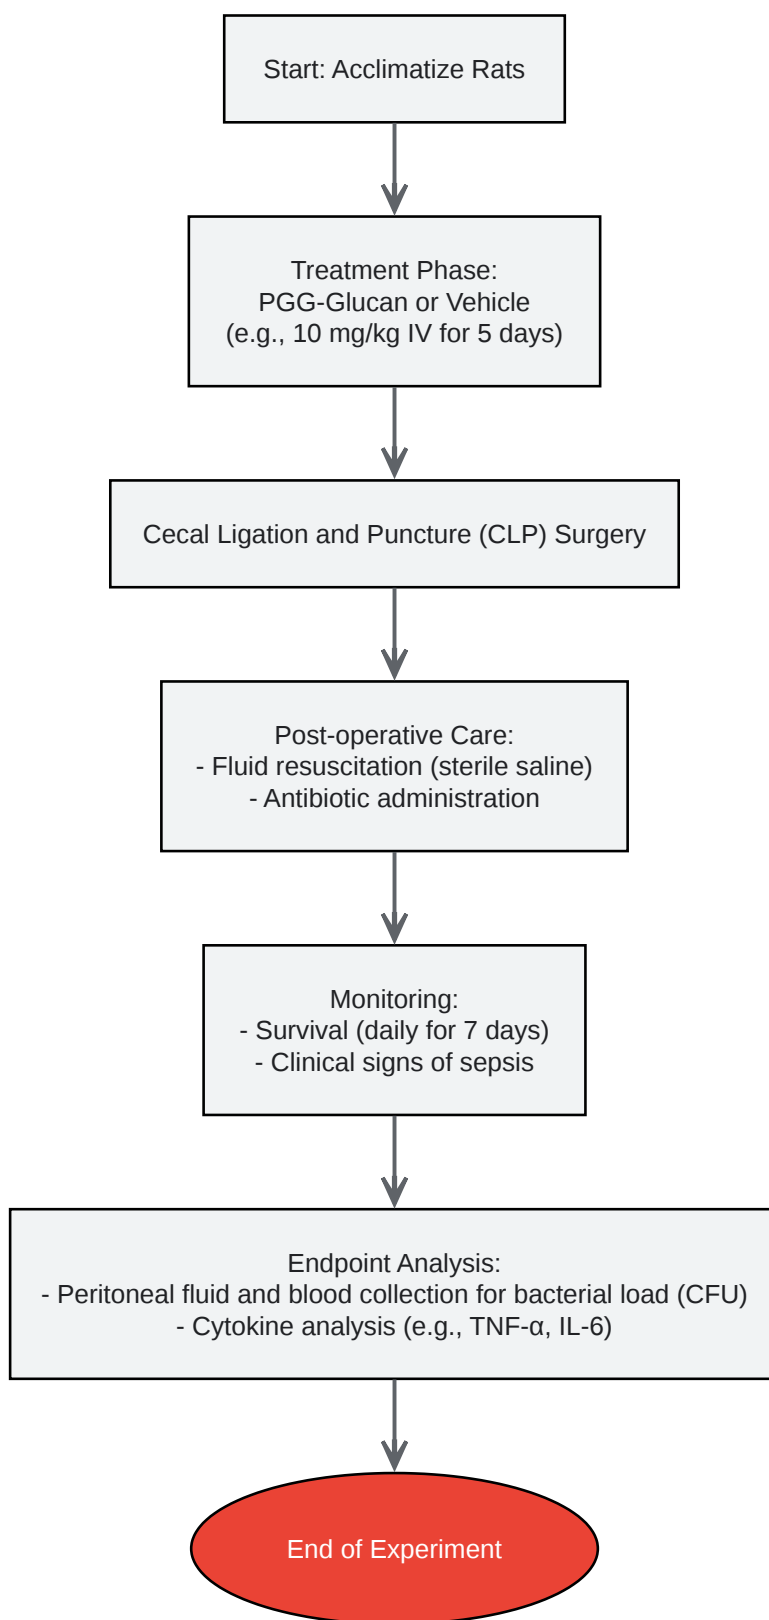 Start: Acclimatize Rats
Treatment Phase:
PGG-Glucan or Vehicle
(e.g., 10 mg/kg IV for 5 days)
Cecal Ligation and Puncture (CLP) Surgery
Post-operative Care:
- Fluid resuscitation (sterile saline)
- Antibiotic administration
Monitoring:
- Survival (daily for 7 days)
- Clinical signs of sepsis
Endpoint Analysis:
- Peritoneal fluid and blood collection for bacterial load (CFU)
- Cytokine analysis (e.g., TNF-α, IL-6)
End of Experiment